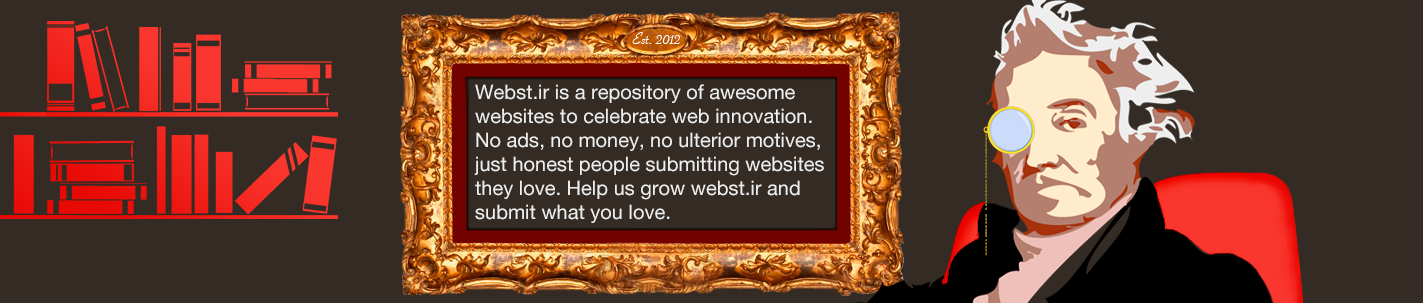 Est. 2012
Webst.ir is a repository of awesome
websites to celebrate web innovation.
No ads, no money, no ulterior motives,
just honest people submitting websites
they love. Help us grow webst.ir and
submit what you love.